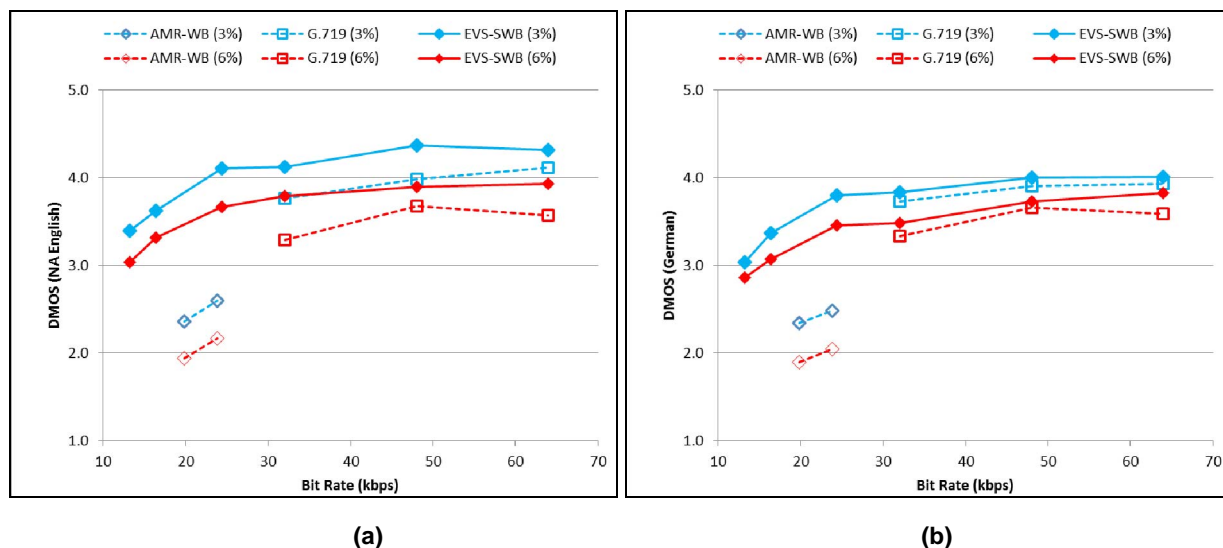 AMR-WB (3%) G.719 (3%) EVS-SWB (3%)
AMR-WB (6%) G.719 (6%) EVS-SWB (6%)
5.0
4.0
3.0
2.0
1.0
DMOS (NA English)
10 20 30 40 50 60 70
Bit Rate (kbps)
(a)
AMR-WB (3%) G.719 (3%) EVS-SWB (3%)
AMR-WB (6%) G.719 (6%) EVS-SWB (6%)
5.0
4.0
3.0
2.0
1.0
DMOS (German)
10 20 30 40 50 60 70
Bit Rate (kbps)
(b)